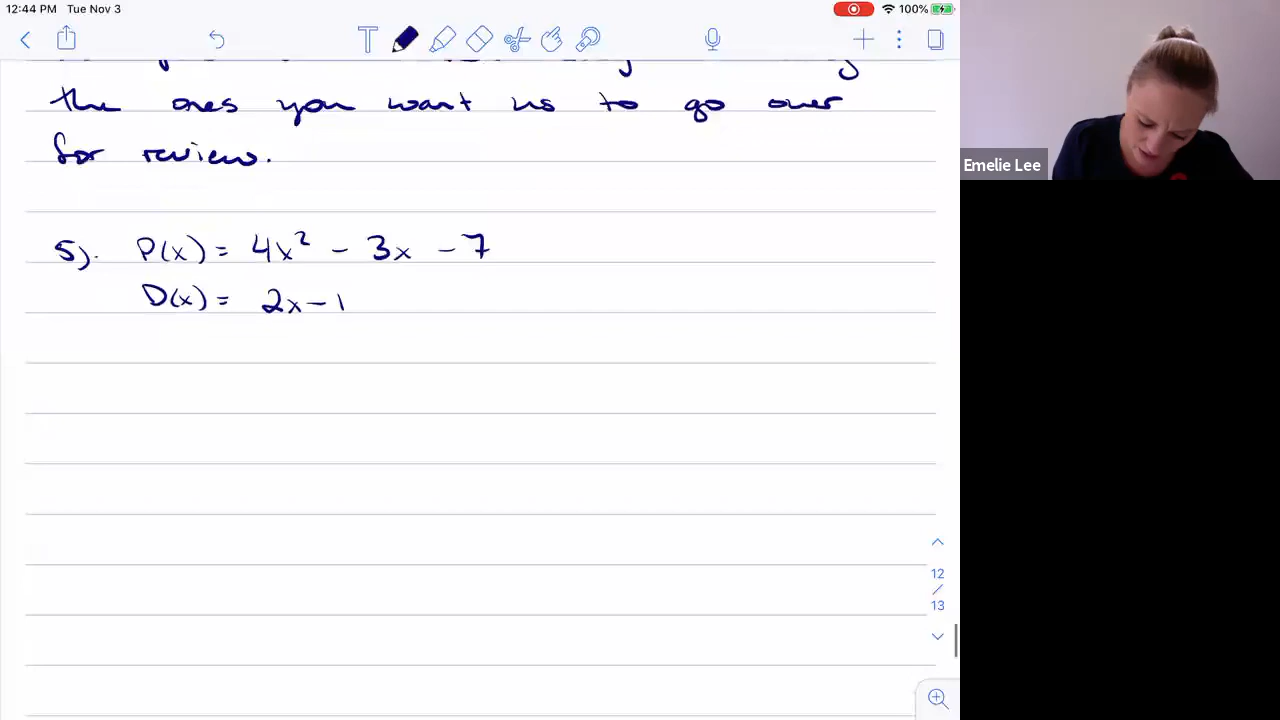 12:44 PM Tue Nov 3
100%
T
the ones you want us to go over
for review.
5). P(x) = 4x² - 3x - 7
D(x) = 2x - 1
12
/
13
Emelie Lee